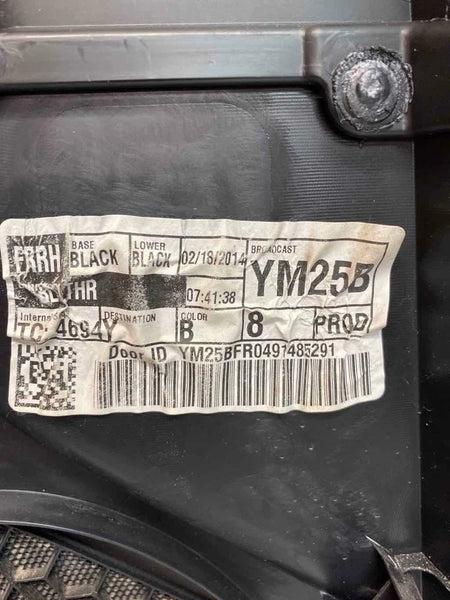 FRRH BASE BLACK LOWER BLACK 02/18/2014 BROADCAST YM25B
THR 07:41:38
DESTINATION COLOR B 8 PROD
4694Y
Door ID YM25BFR0491485291